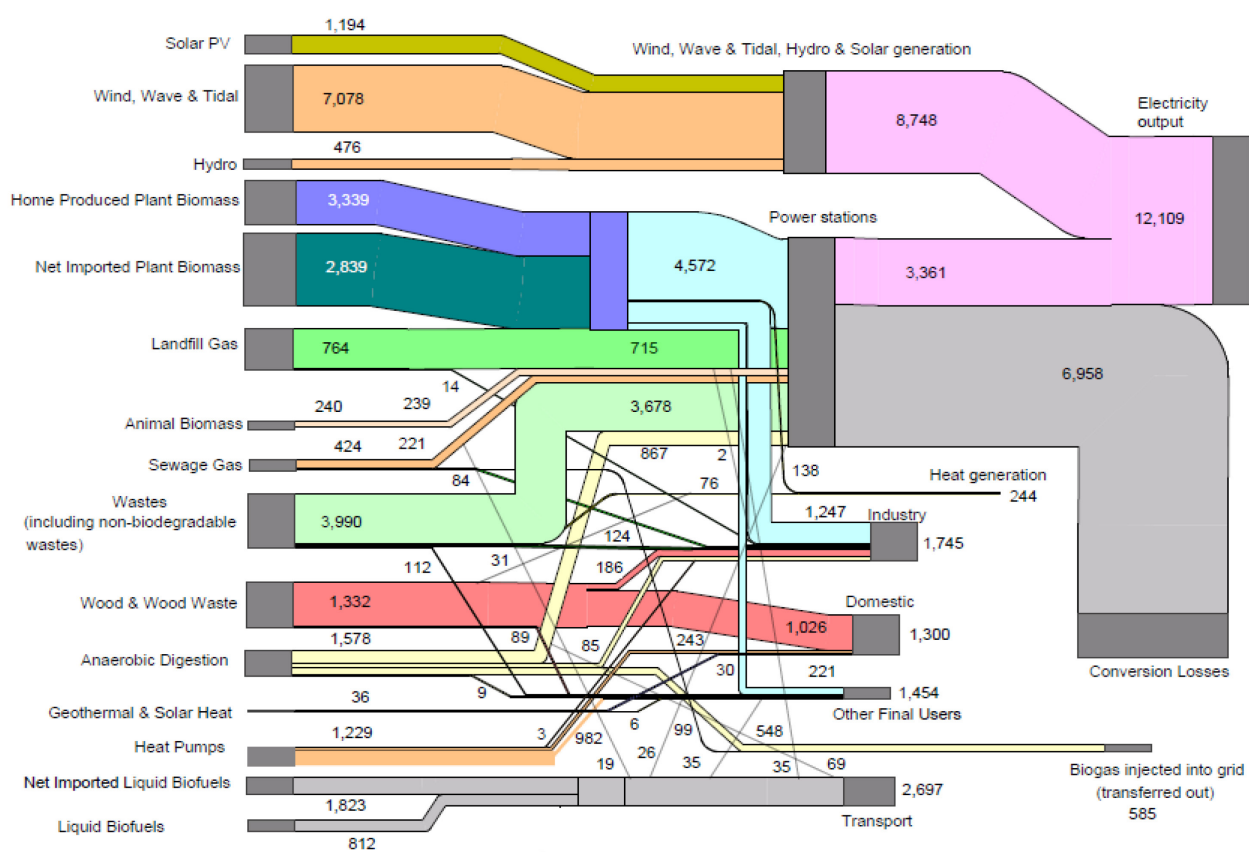 1,194
Solar PV
Wind, Wave & Tidal, Hydro & Solar generation
Wind, Wave & Tidal
7,078
8,748
Electricity
output
476
Hydro
Home Produced Plant Biomass
3,339
Power stations
12,109
Net Imported Plant Biomass
2,839
4,572
3,361
Landfill Gas
764
715
6,958
14
240
239
3,678
Animal Biomass
424
221
867
2
138
Sewage Gas
84
76
Heat generation
244
Wastes
(including non-biodegradable
wastes)
3,990
1,247
Industry
124
1,745
112
31
186
Wood & Wood Waste
1,332
Domestic
1,026
1,300
1,578
89
85
243
Anaerobic Digestion
30
221
Conversion Losses
36
9
1,454
Geothermal & Solar Heat
6
Other Final Users
1,229
3
982
99
548
Heat Pumps
26
19
35
35
69
Biogas injected into grid
(transferred out)
585
Net Imported Liquid Biofuels
2,697
1,823
Transport
Liquid Biofuels
812